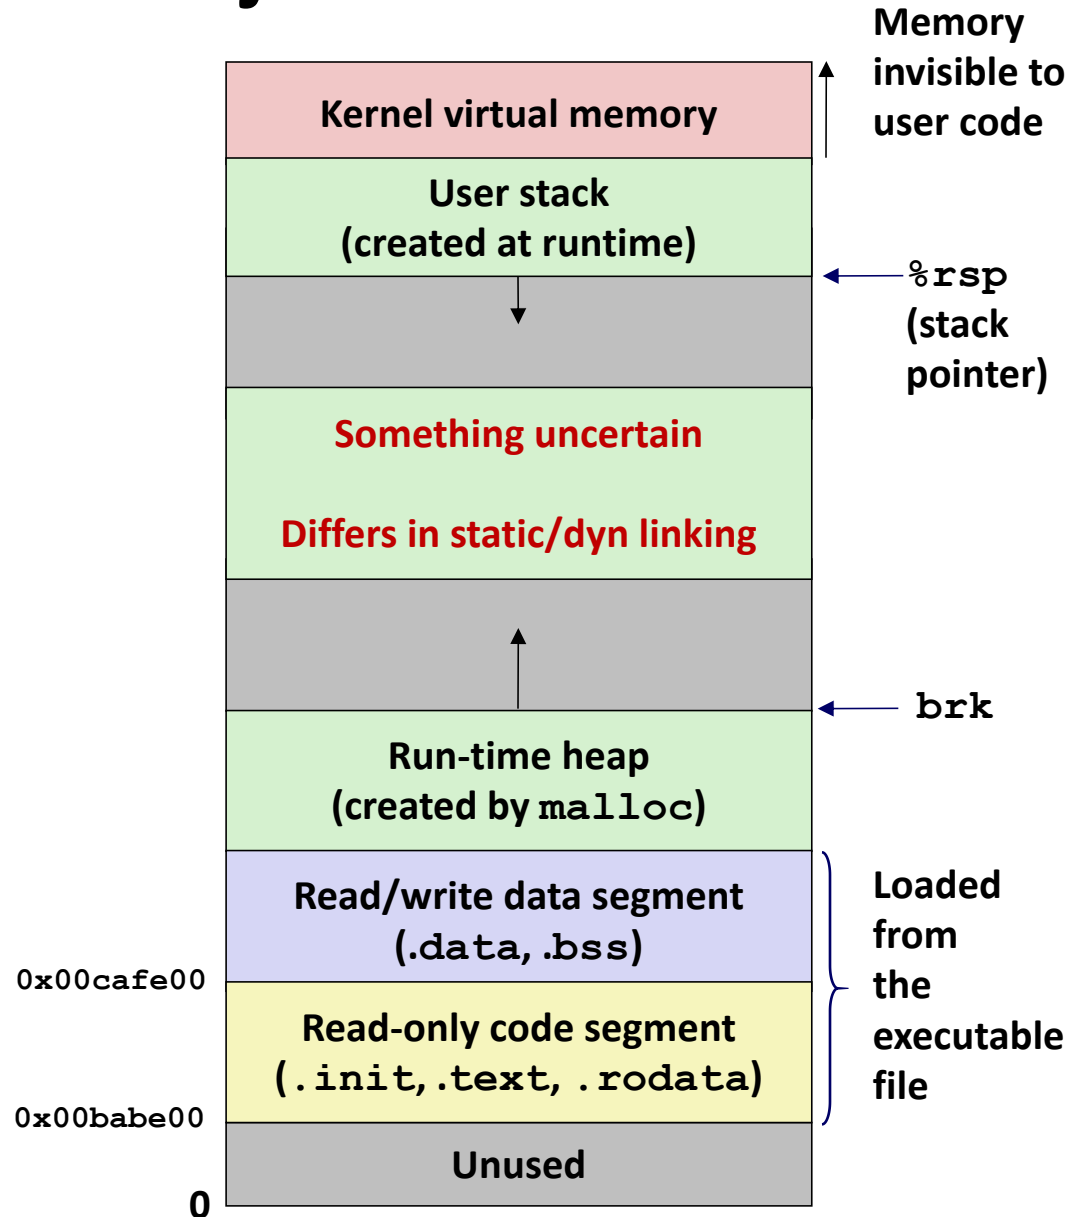 Memory
invisible to
user code
Kernel virtual memory
User stack
(created at runtime)
%rsp
(stack
pointer)
Something uncertain
Differs in static/dyn linking
brk
Run-time heap
(created by malloc)
Read/write data segment
(.data, .bss)
Loaded
from
the
executable
file
0x00cafe00
Read-only code segment
(.init, .text, .rodata)
0x00babe00
Unused
0